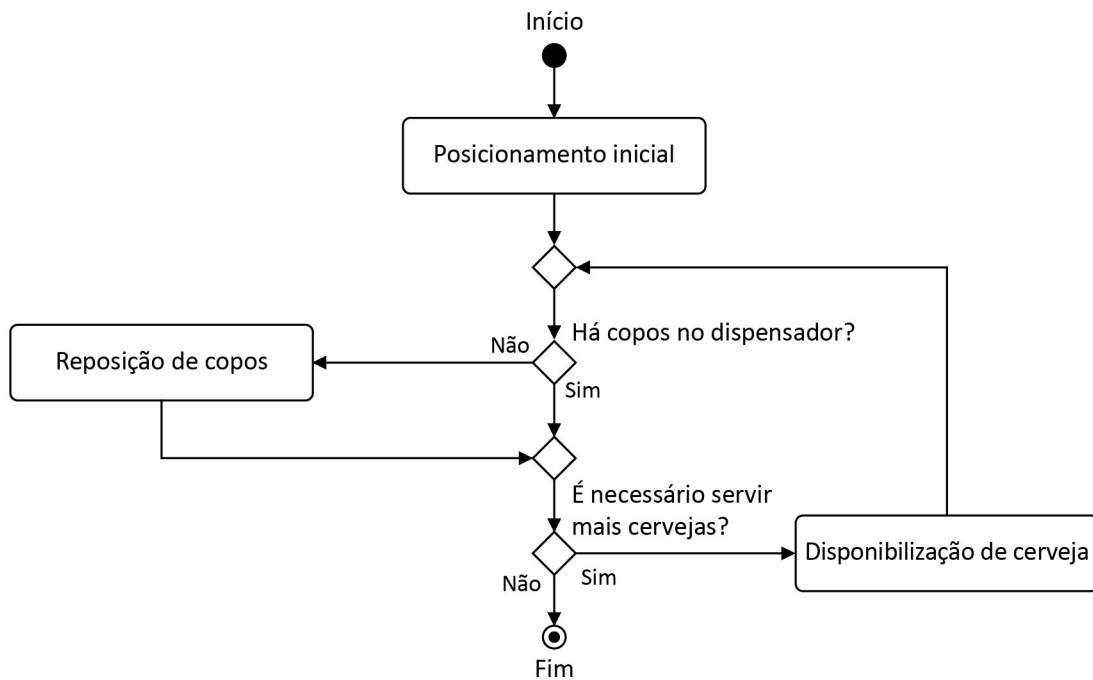 Início
Posicionamento inicial
Há copos no dispensador?
Não
Reposição de copos
Sim
É necessário servir
mais cervejas?
Disponibilização de cerveja
Não
Sim
Fim